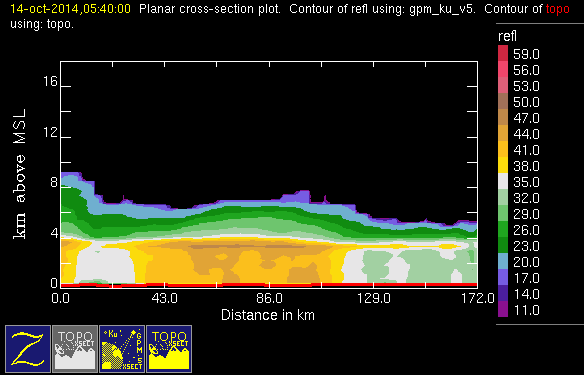 14-oct-2014,05:40:00 Planar cross-section plot. Contour of refl using: gpm_ku_v5. Contour of topo
using: topo.
refl
59.0
56.0
53.0
50.0
47.0
44.0
41.0
38.0
35.0
32.0
29.0
26.0
23.0
20.0
17.0
14.0
11.0
km above MSL
16
12
8
4
0
0.0 43.0 86.0 129.0 172.0
Distance in km
Z
TOPO
XSECT
"Ku"
GPM'S
XSECT
TOPO
XSECT